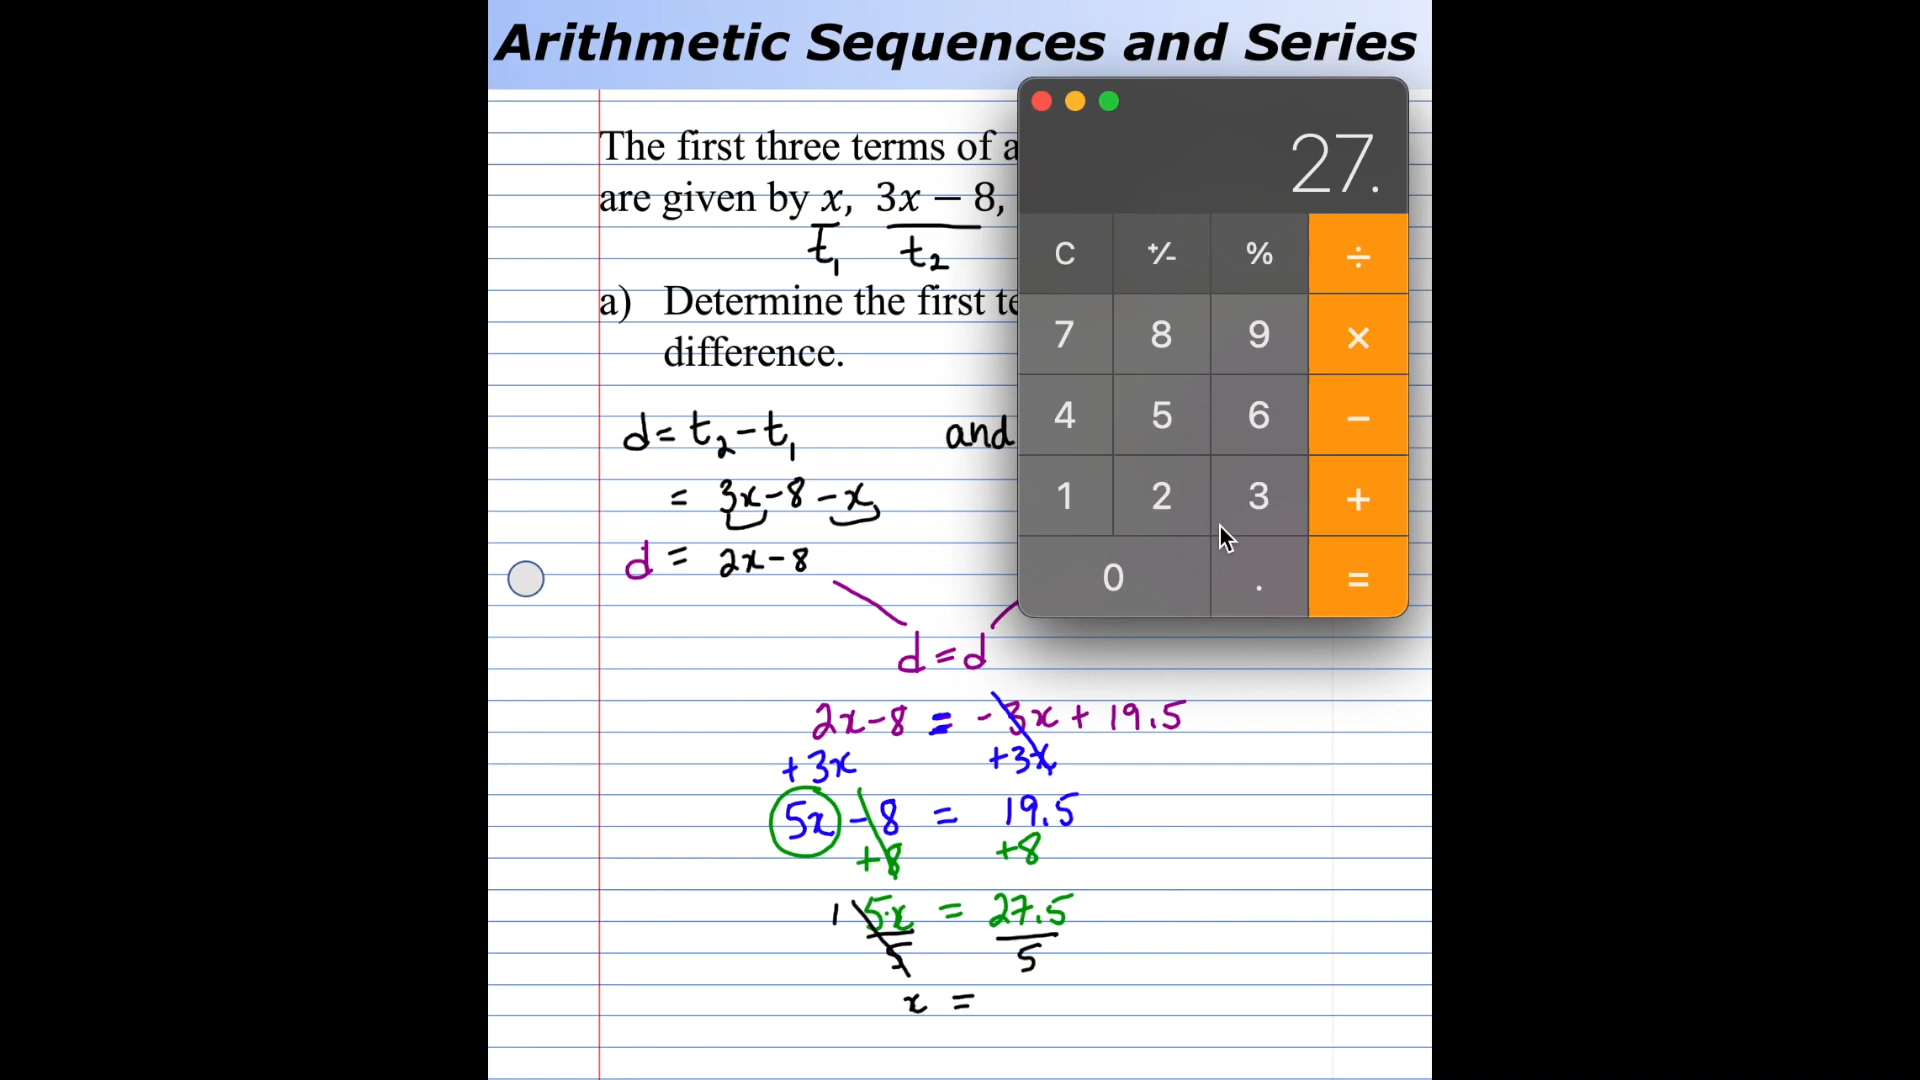 Arithmetic Sequences and Series
The first three terms of a
are given by x, 3x − 8,
t₁ t₂
a) Determine the first te
difference.
d = t₂ - t₁ and
= 3x - 8 - x
d = 2x - 8
d = d
2x - 8 = -3x + 19.5
+3x +3x
5x - 8 = 19.5
+8 +8
1 5·x = 27.5
5 5
x =
27.
C +/- % ÷
7 8 9 ×
4 5 6 −
1 2 3 +
0 . =